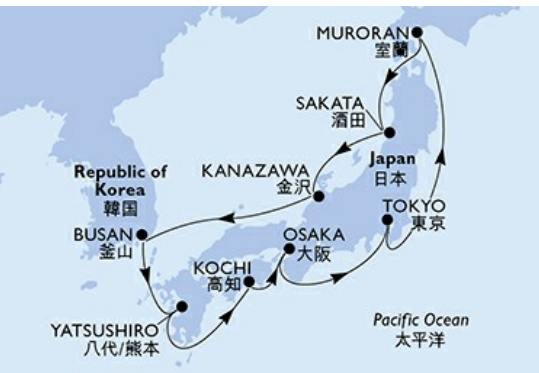 MURORAN
室蘭
SAKATA
酒田
KANAZAWA
金沢
Japan
日本
Republic of
Korea
韓国
TOKYO
東京
BUSAN
釜山
OSAKA
大阪
KOCHI
高知
YATSUSHIRO
八代/熊本
Pacific Ocean
太平洋